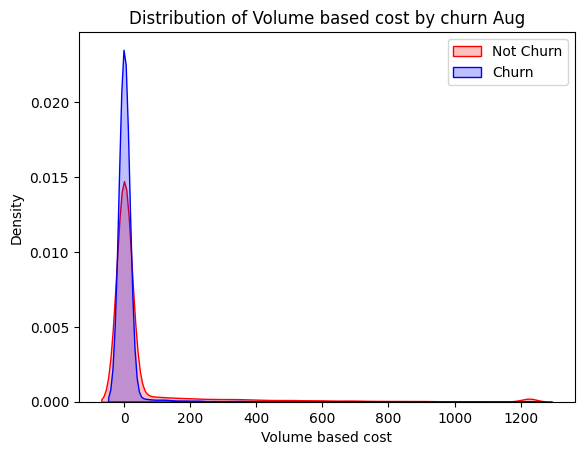 Distribution of Volume based cost by churn Aug
Not Churn
Churn
Density
0.020
0.015
0.010
0.005
0.000
0 200 400 600 800 1000 1200
Volume based cost